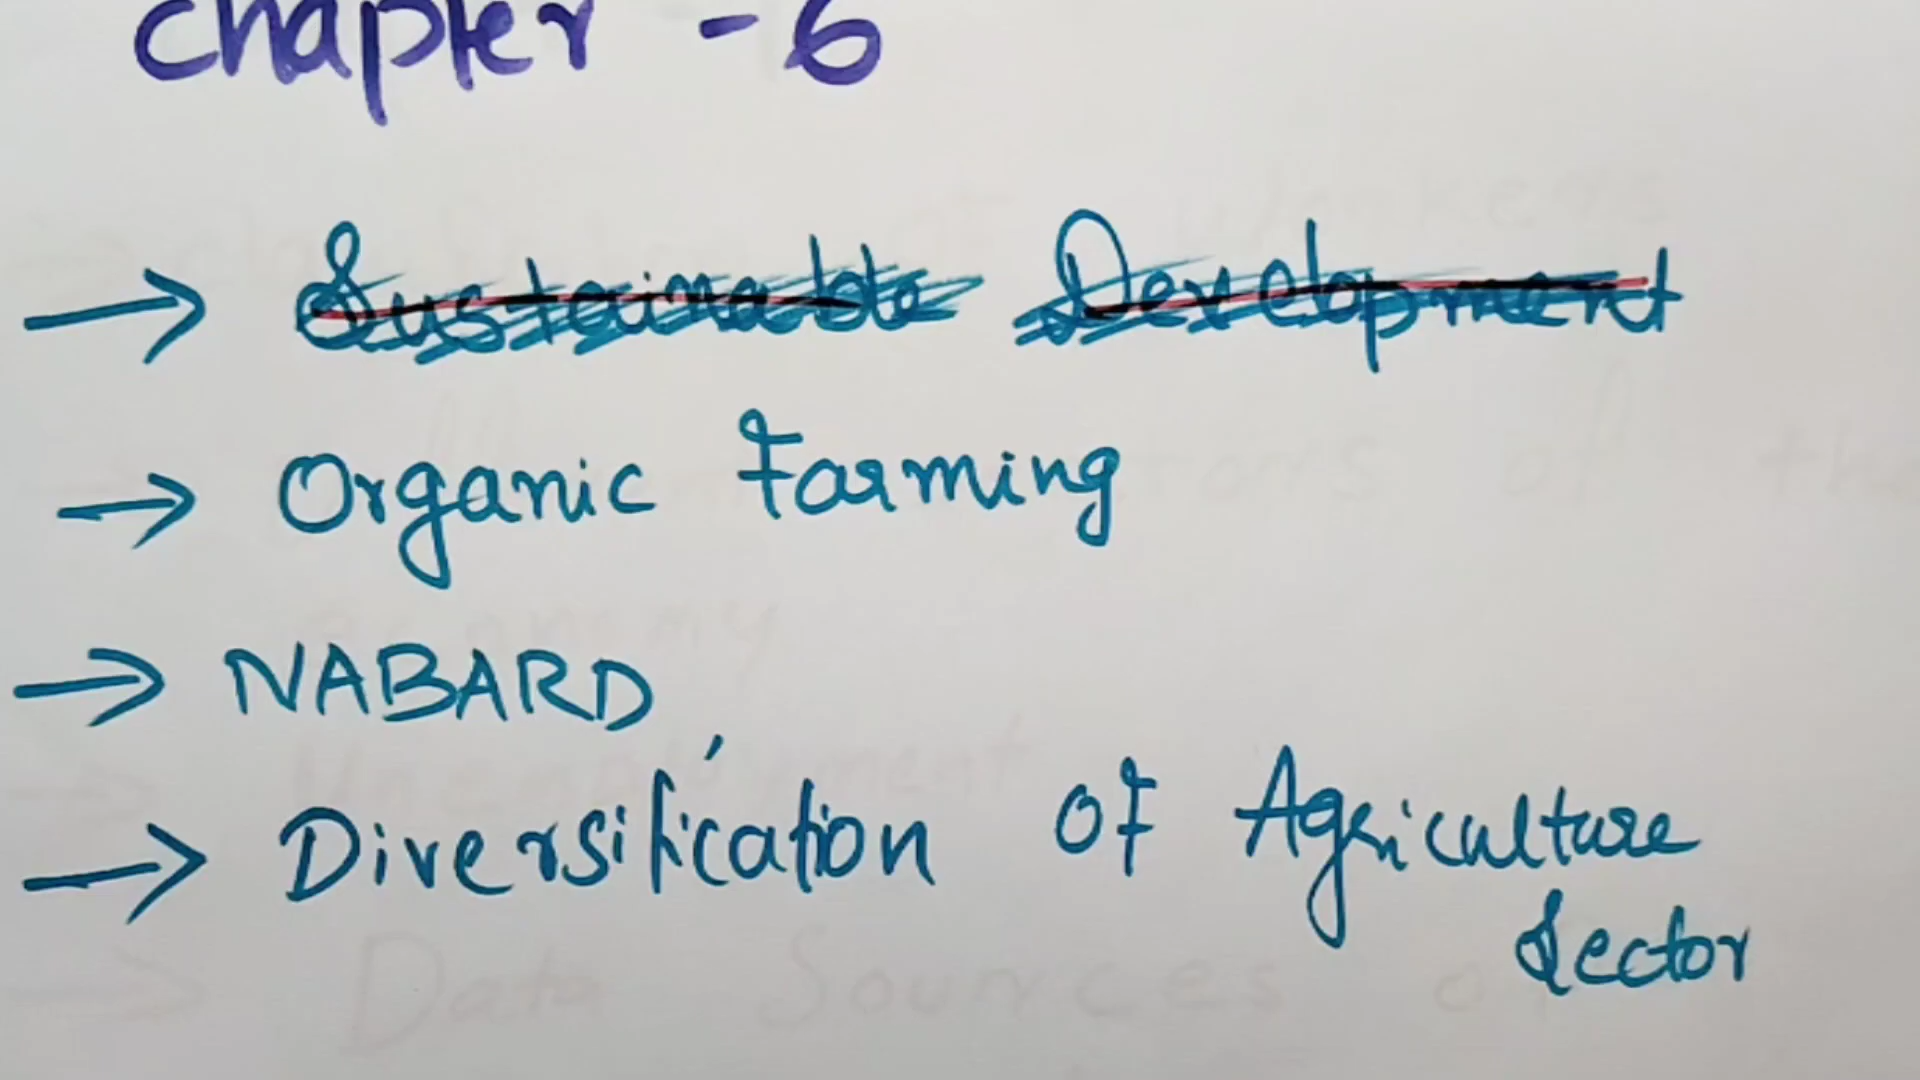 Chapter - 6
→ Sustainable Development
→ Organic Farming
→ NABARD
→ Diversification of Agriculture
Sector